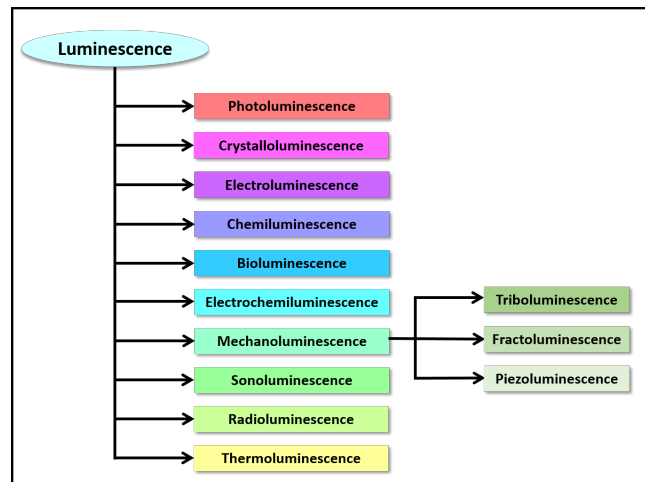 Luminescence
Photoluminescence
Crystalloluminescence
Electroluminescence
Chemiluminescence
Bioluminescence
Electrochemiluminescence
Mechanoluminescence
Sonoluminescence
Radioluminescence
Thermoluminescence
Triboluminescence
Fractoluminescence
Piezoluminescence